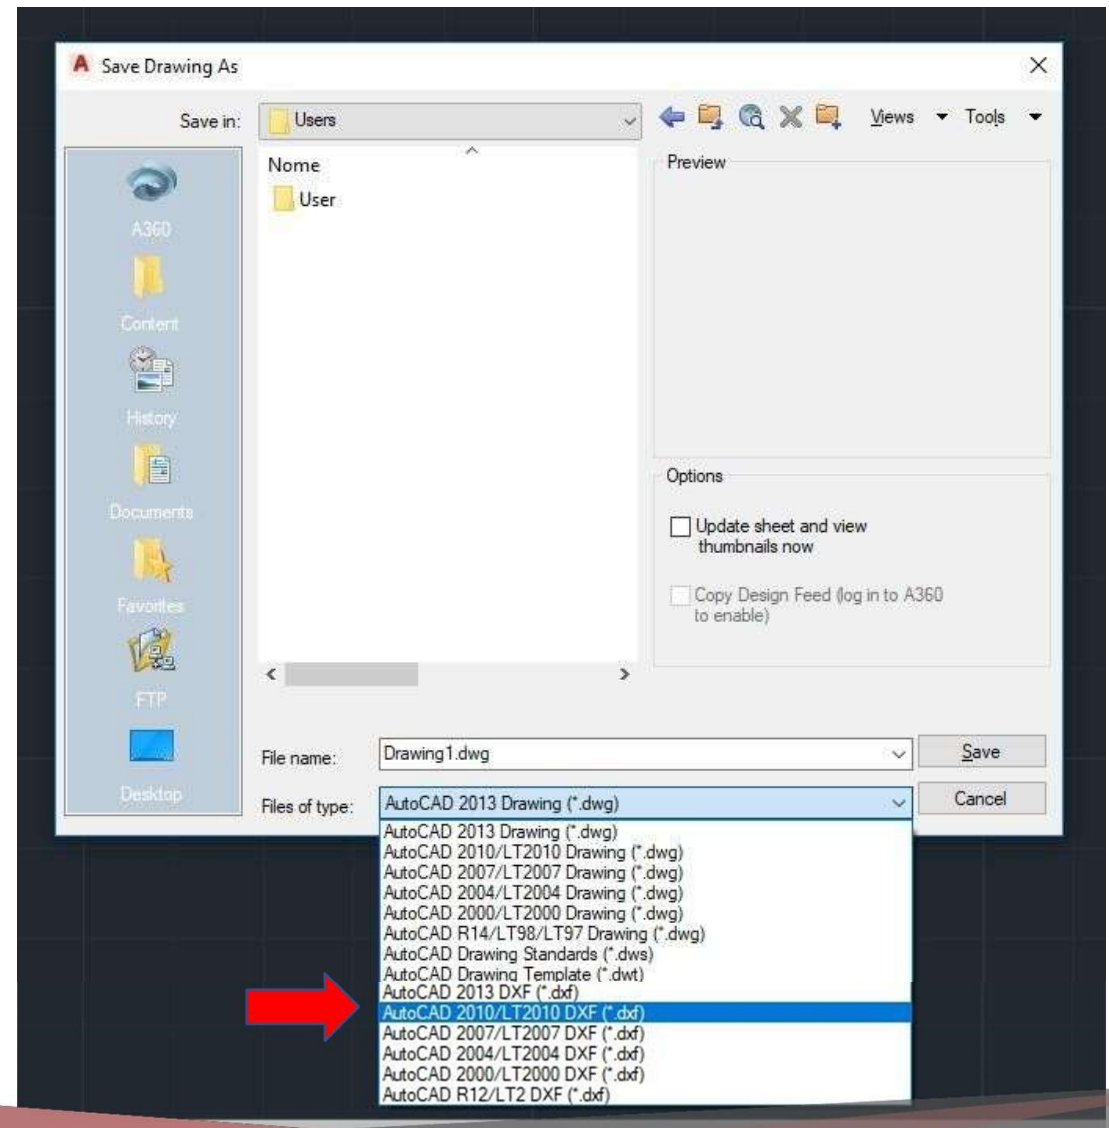 Save Drawing As
Save in:
Users
Views
Tools
Nome
User
Preview
A360
Content
History
Documents
Favorites
FTP
Desktop
Options
Update sheet and view
thumbnails now
Copy Design Feed (log in to A360
to enable)
File name:
Drawing1.dwg
Save
Files of type:
AutoCAD 2013 Drawing (*.dwg)
Cancel
AutoCAD 2013 Drawing (*.dwg)
AutoCAD 2010/LT2010 Drawing (*.dwg)
AutoCAD 2007/LT2007 Drawing (*.dwg)
AutoCAD 2004/LT2004 Drawing (*.dwg)
AutoCAD 2000/LT2000 Drawing (*.dwg)
AutoCAD R14/LT98/LT97 Drawing (*.dwg)
AutoCAD Drawing Standards (*.dws)
AutoCAD Drawing Template (*.dwt)
AutoCAD 2013 DXF (*.dxf)
AutoCAD 2010/LT2010 DXF (*.dxf)
AutoCAD 2007/LT2007 DXF (*.dxf)
AutoCAD 2004/LT2004 DXF (*.dxf)
AutoCAD 2000/LT2000 DXF (*.dxf)
AutoCAD R12/LT2 DXF (*.dxf)